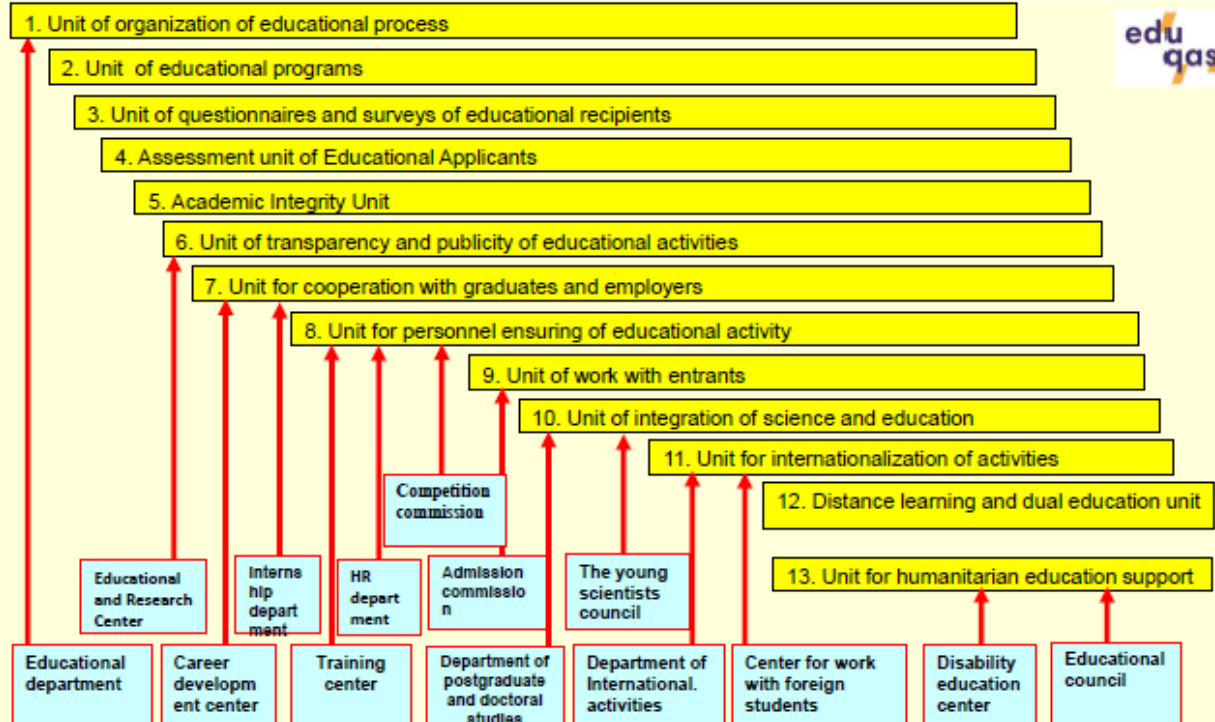 1. Unit of organization of educational process
edu
qas
2. Unit of educational programs
3. Unit of questionnaires and surveys of educational recipients
4. Assessment unit of Educational Applicants
5. Academic Integrity Unit
6. Unit of transparency and publicity of educational activities
7. Unit for cooperation with graduates and employers
8. Unit for personnel ensuring of educational activity
9. Unit of work with entrants
10. Unit of integration of science and education
11. Unit for internationalization of activities
12. Distance learning and dual education unit
13. Unit for humanitarian education support
Competition
commission
Educational
and Research
Center
Interns
hip
depart
ment
HR
depart
ment
Admission
commissio
n
The young
scientists
council
Educational
department
Career
developm
ent center
Training
center
Department of
postgraduate
and doctoral
studies
Department of
International.
activities
Center for work
with foreign
students
Disability
education
center
Educational
council